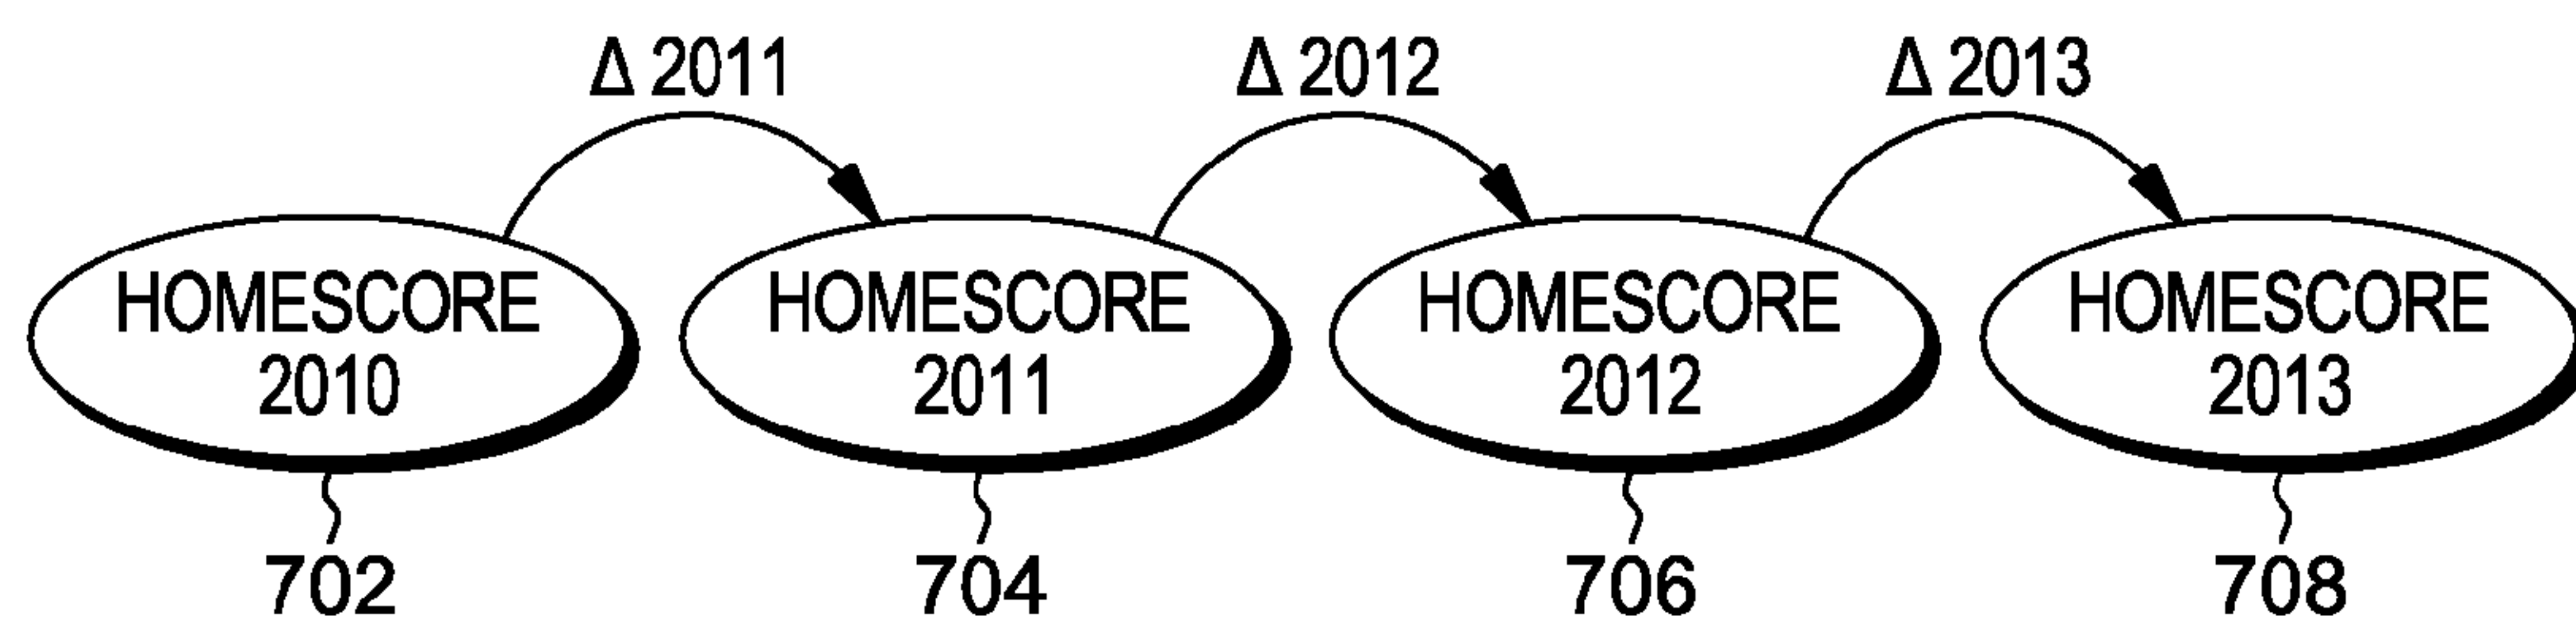 Δ 2011
Δ 2012
Δ 2013
HOMESCORE
2010
HOMESCORE
2011
HOMESCORE
2012
HOMESCORE
2013
702
704
706
708